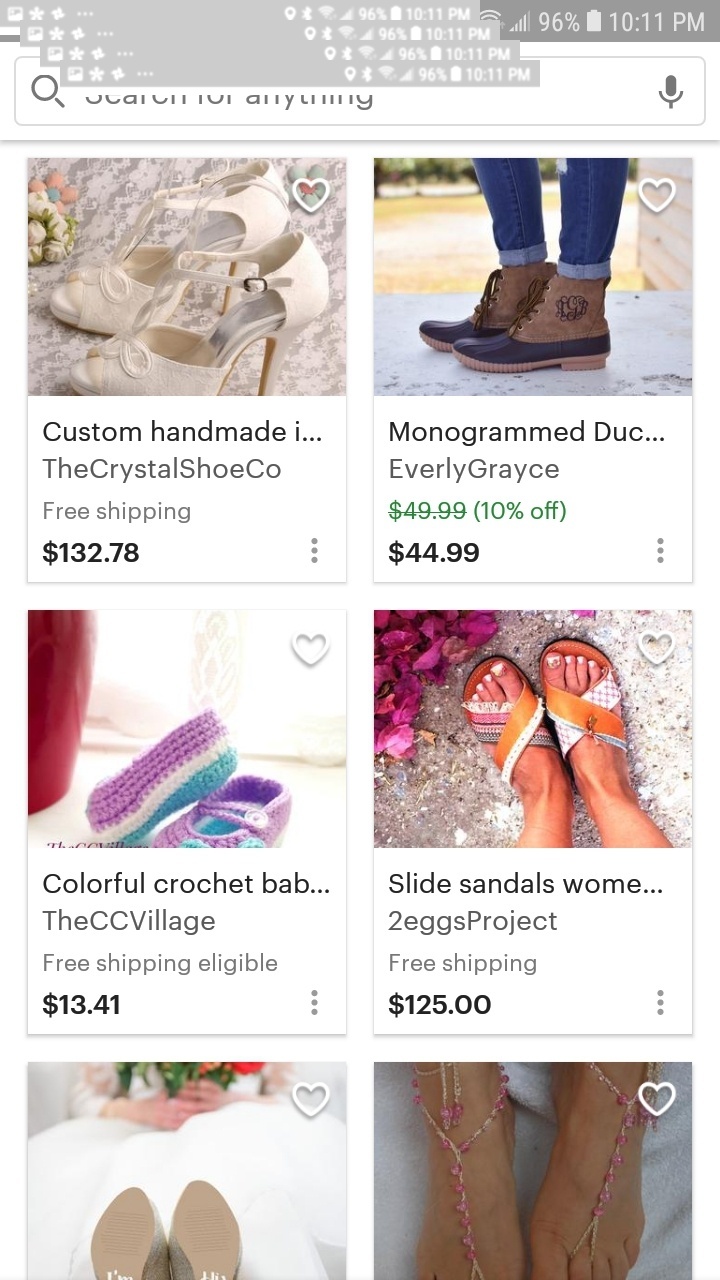 96% 10:11 PM 96% 10:11 PM
96% 10:11 PM
96% 10:11 PM
96% 10:11 PM
Search for anything
Custom handmade i...
TheCrystalShoeCo
Free shipping
$132.78
Monogrammed Duc...
EverlyGrayce
$49.99 (10% off)
$44.99
TheCCVillage
Colorful crochet bab...
TheCCVillage
Free shipping eligible
$13.41
Slide sandals wome...
2eggsProject
Free shipping
$125.00
I'm